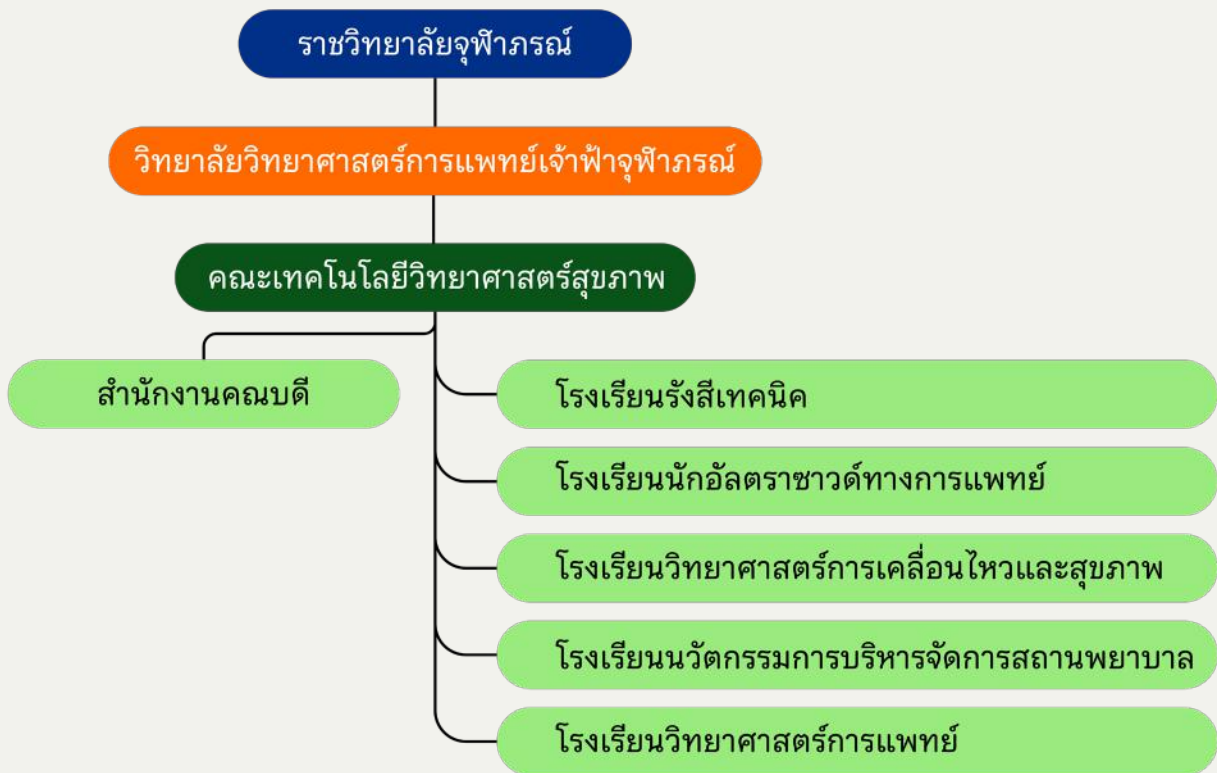 ราชวิทยาลัยจุฬาภรณ์
วิทยาลัยวิทยาศาสตร์การแพทย์เจ้าฟ้าจุฬาภรณ์
คณะเทคโนโลยีวิทยาศาสตร์สุขภาพ
สำนักงานคณบดี
โรงเรียนรังสีเทคนิค
โรงเรียนนักอัลตราซาวด์ทางการแพทย์
โรงเรียนวิทยาศาสตร์การเคลื่อนไหวและสุขภาพ
โรงเรียนนวัตกรรมการบริหารจัดการสถานพยาบาล
โรงเรียนวิทยาศาสตร์การแพทย์